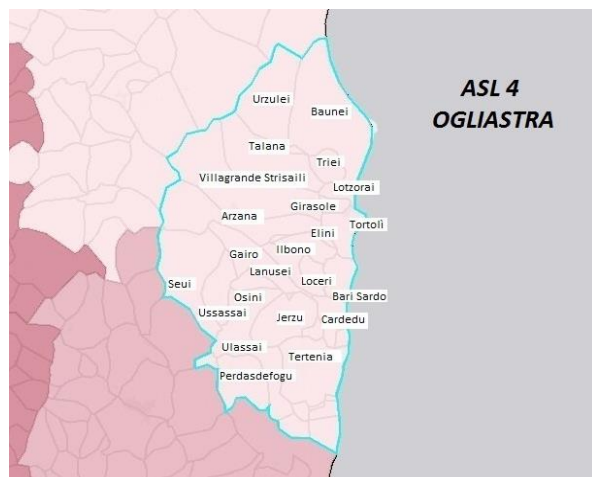 ASL 4
OGLIASTRA
Urzulei
Baunei
Talana
Triei
Villagrande Strisaili
Lotzorai
Girasole
Arzana
Tortolì
Elini
Ilbono
Gairo
Lanusei
Loceri
Seui
Osini
Bari Sardo
Ussassai
Jerzu
Cardedu
Ulassai
Tertenia
Perdasdefogu